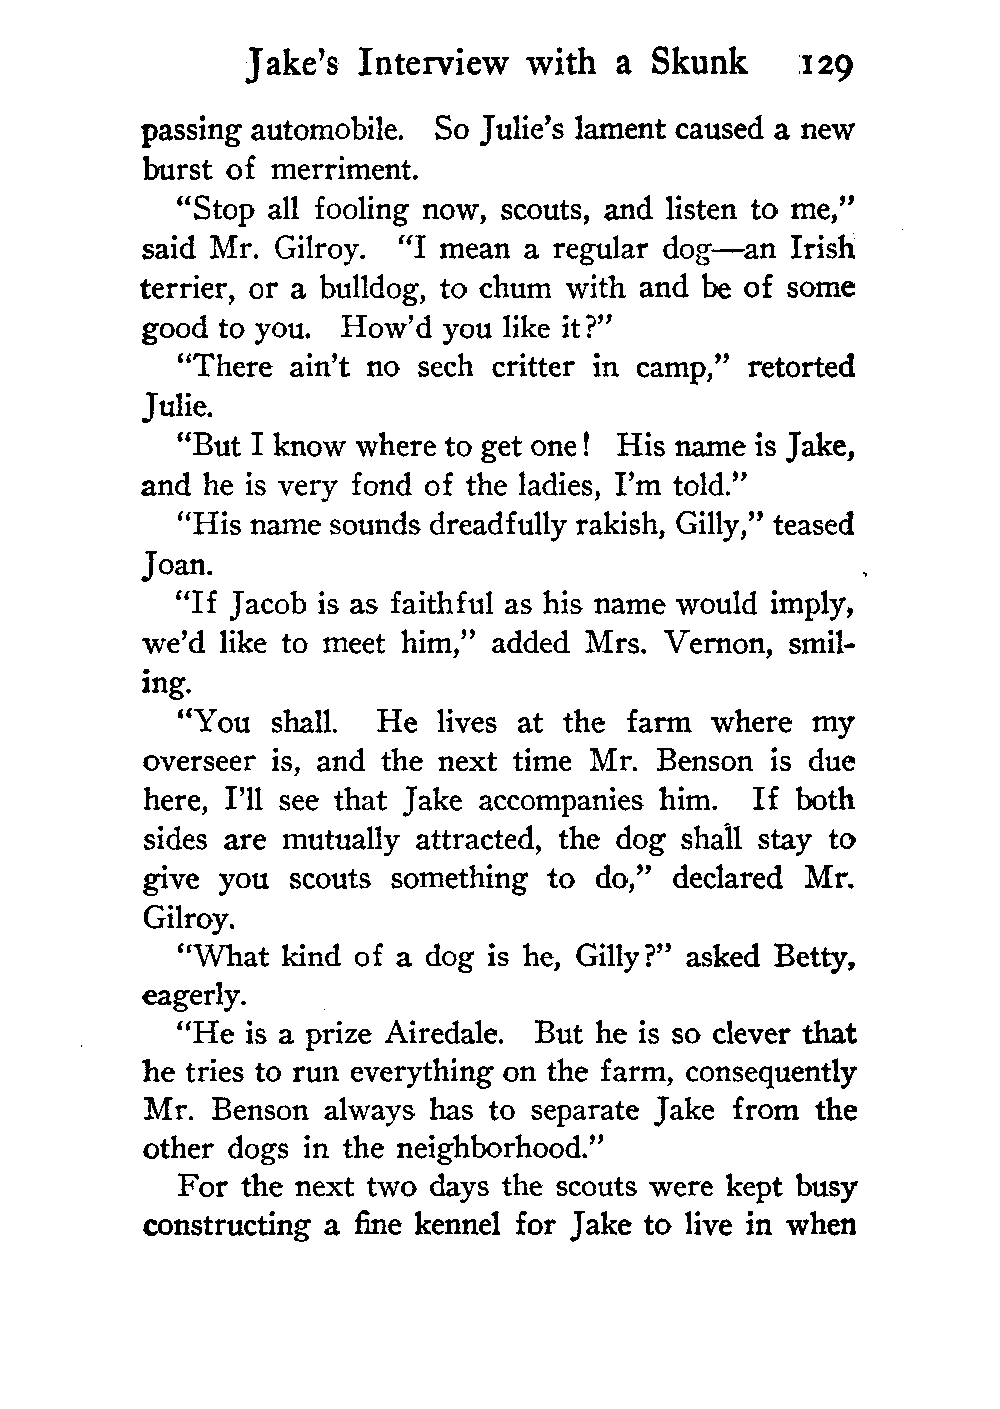 Jake's Interview with a Skunk 129
passing automobile. So Julie's lament caused a new
burst of merriment.
"Stop all fooling now, scouts, and listen to me,"
said Mr. Gilroy. "I mean a regular dog—an Irish
terrier, or a bulldog, to chum with and be of some
good to you. How'd you like it?"
"There ain't no sech critter in camp," retorted
Julie.
"But I know where to get one! His name is Jake,
and he is very fond of the ladies, I'm told."
"His name sounds dreadfully rakish, Gilly," teased
Joan.
"If Jacob is as faithful as his name would imply,
we'd like to meet him," added Mrs. Vernon, smil-
ing.
"You shall. He lives at the farm where my
overseer is, and the next time Mr. Benson is due
here, I'll see that Jake accompanies him. If both
sides are mutually attracted, the dog shall stay to
give you scouts something to do," declared Mr.
Gilroy.
"What kind of a dog is he, Gilly?" asked Betty,
eagerly.
"He is a prize Airedale. But he is so clever that
he tries to run everything on the farm, consequently
Mr. Benson always has to separate Jake from the
other dogs in the neighborhood."
For the next two days the scouts were kept busy
constructing a fine kennel for Jake to live in when